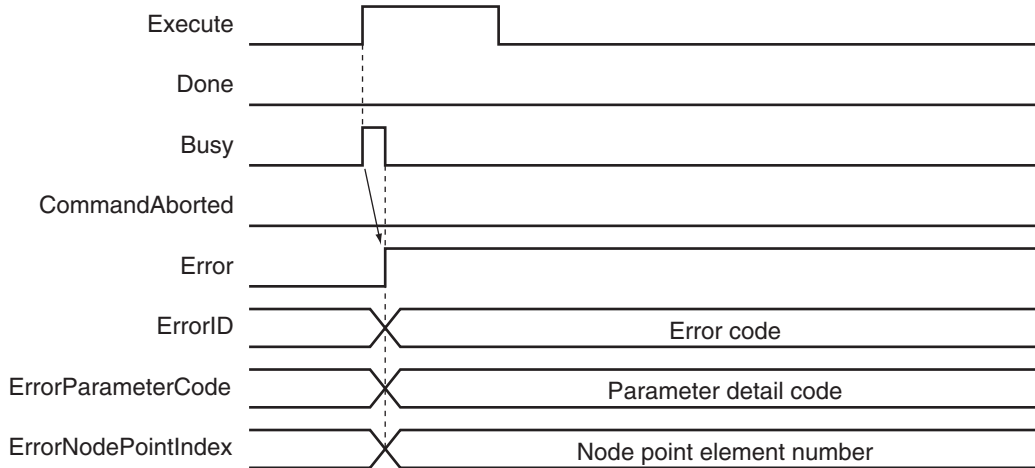 Execute
Done
Busy
CommandAborted
Error
ErrorID
Error code
ErrorParameterCode
Parameter detail code
ErrorNodePointIndex
Node point element number